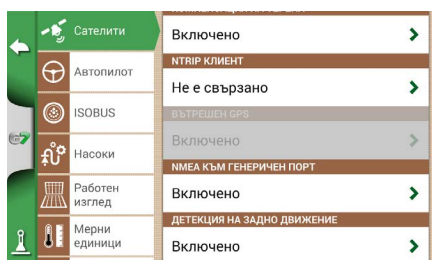 Сателити
Автопилот
ISOBUS
Насоки
Работен
изглед
Мерни
единици
Включено
NTRIP КЛИЕНТ
Не е свързано
ВЪТРЕШЕН GPS
Включено
NMEA КЪМ ГЕНЕРИЧЕН ПОРТ
Включено
ДЕТЕКЦИЯ НА ЗАДНО ДВИЖЕНИЕ
Включено